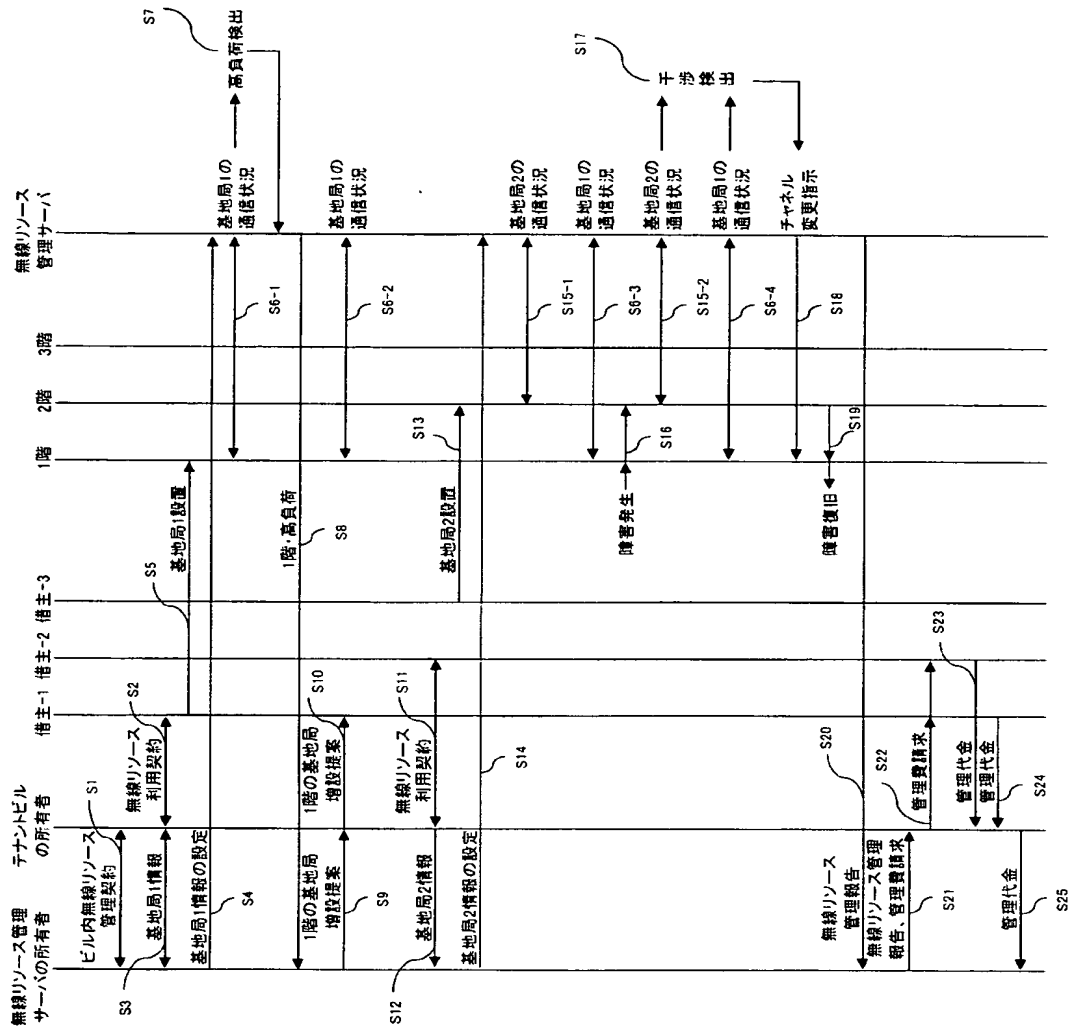 無線リソース管理
サーバの所有者
テナントビル
の所有者
借主-1
借主-2
借主-3
1階
2階
3階
無線リソース
管理サーバ
ビル内無線リソース
管理契約
S1
無線リソース
利用契約
S2
基地局1情報
S3
基地局1情報の設定
S4
S5
基地局1設置
基地局1の
通信状況
S6-1
高負荷検出
S7
1階・高負荷
S8
基地局1の
通信状況
S6-2
1階の基地局
増設提案
S9
1階の基地局
増設提案
S10
無線リソース
利用契約
S11
基地局2情報
S12
基地局2設置
S13
基地局2情報の設定
S14
基地局2の
通信状況
S15-1
基地局1の
通信状況
S6-3
障害発生
S16
基地局2の
通信状況
S15-2
干渉検出
S17
基地局1の
通信状況
S6-4
チャネル
変更指示
S18
障害復旧
S19
無線リソース
管理報告
S20
無線リソース管理
報告、管理費請求
S21
管理費請求
S22
管理代金
S23
管理代金
S24
管理代金
S25